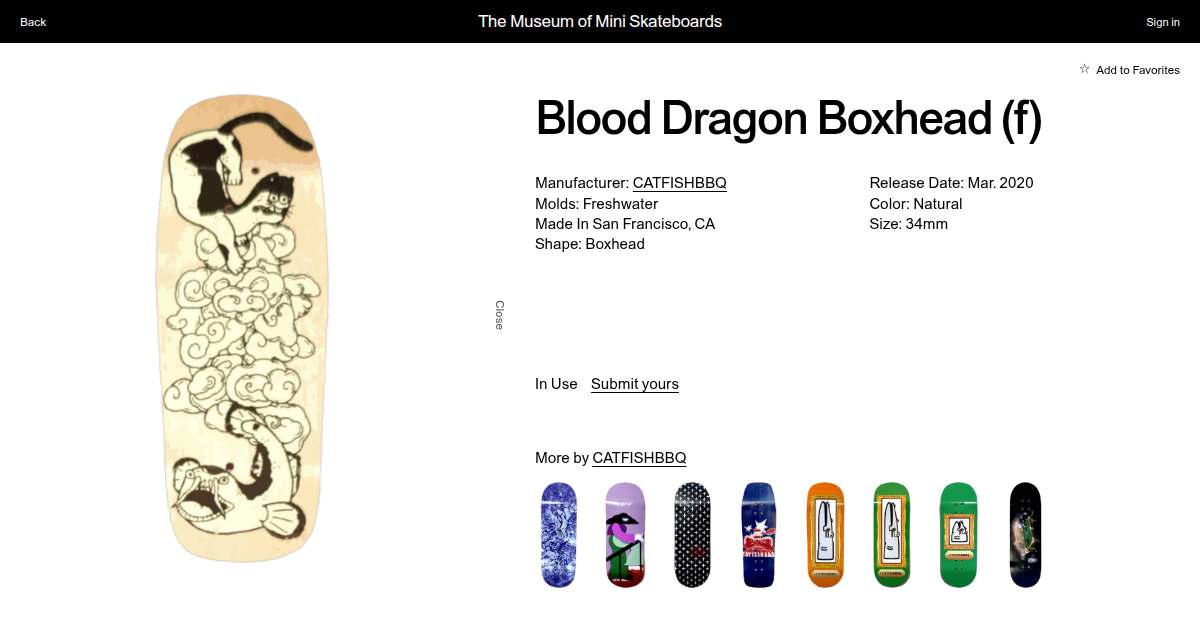 Back
The Museum of Mini Skateboards
Sign in
☆ Add to Favorites
Blood Dragon Boxhead (f)
Manufacturer: CATFISHBBQ
Molds: Freshwater
Made In San Francisco, CA
Shape: Boxhead
Release Date: Mar. 2020
Color: Natural
Size: 34mm
Close
In Use Submit yours
More by CATFISHBBQ